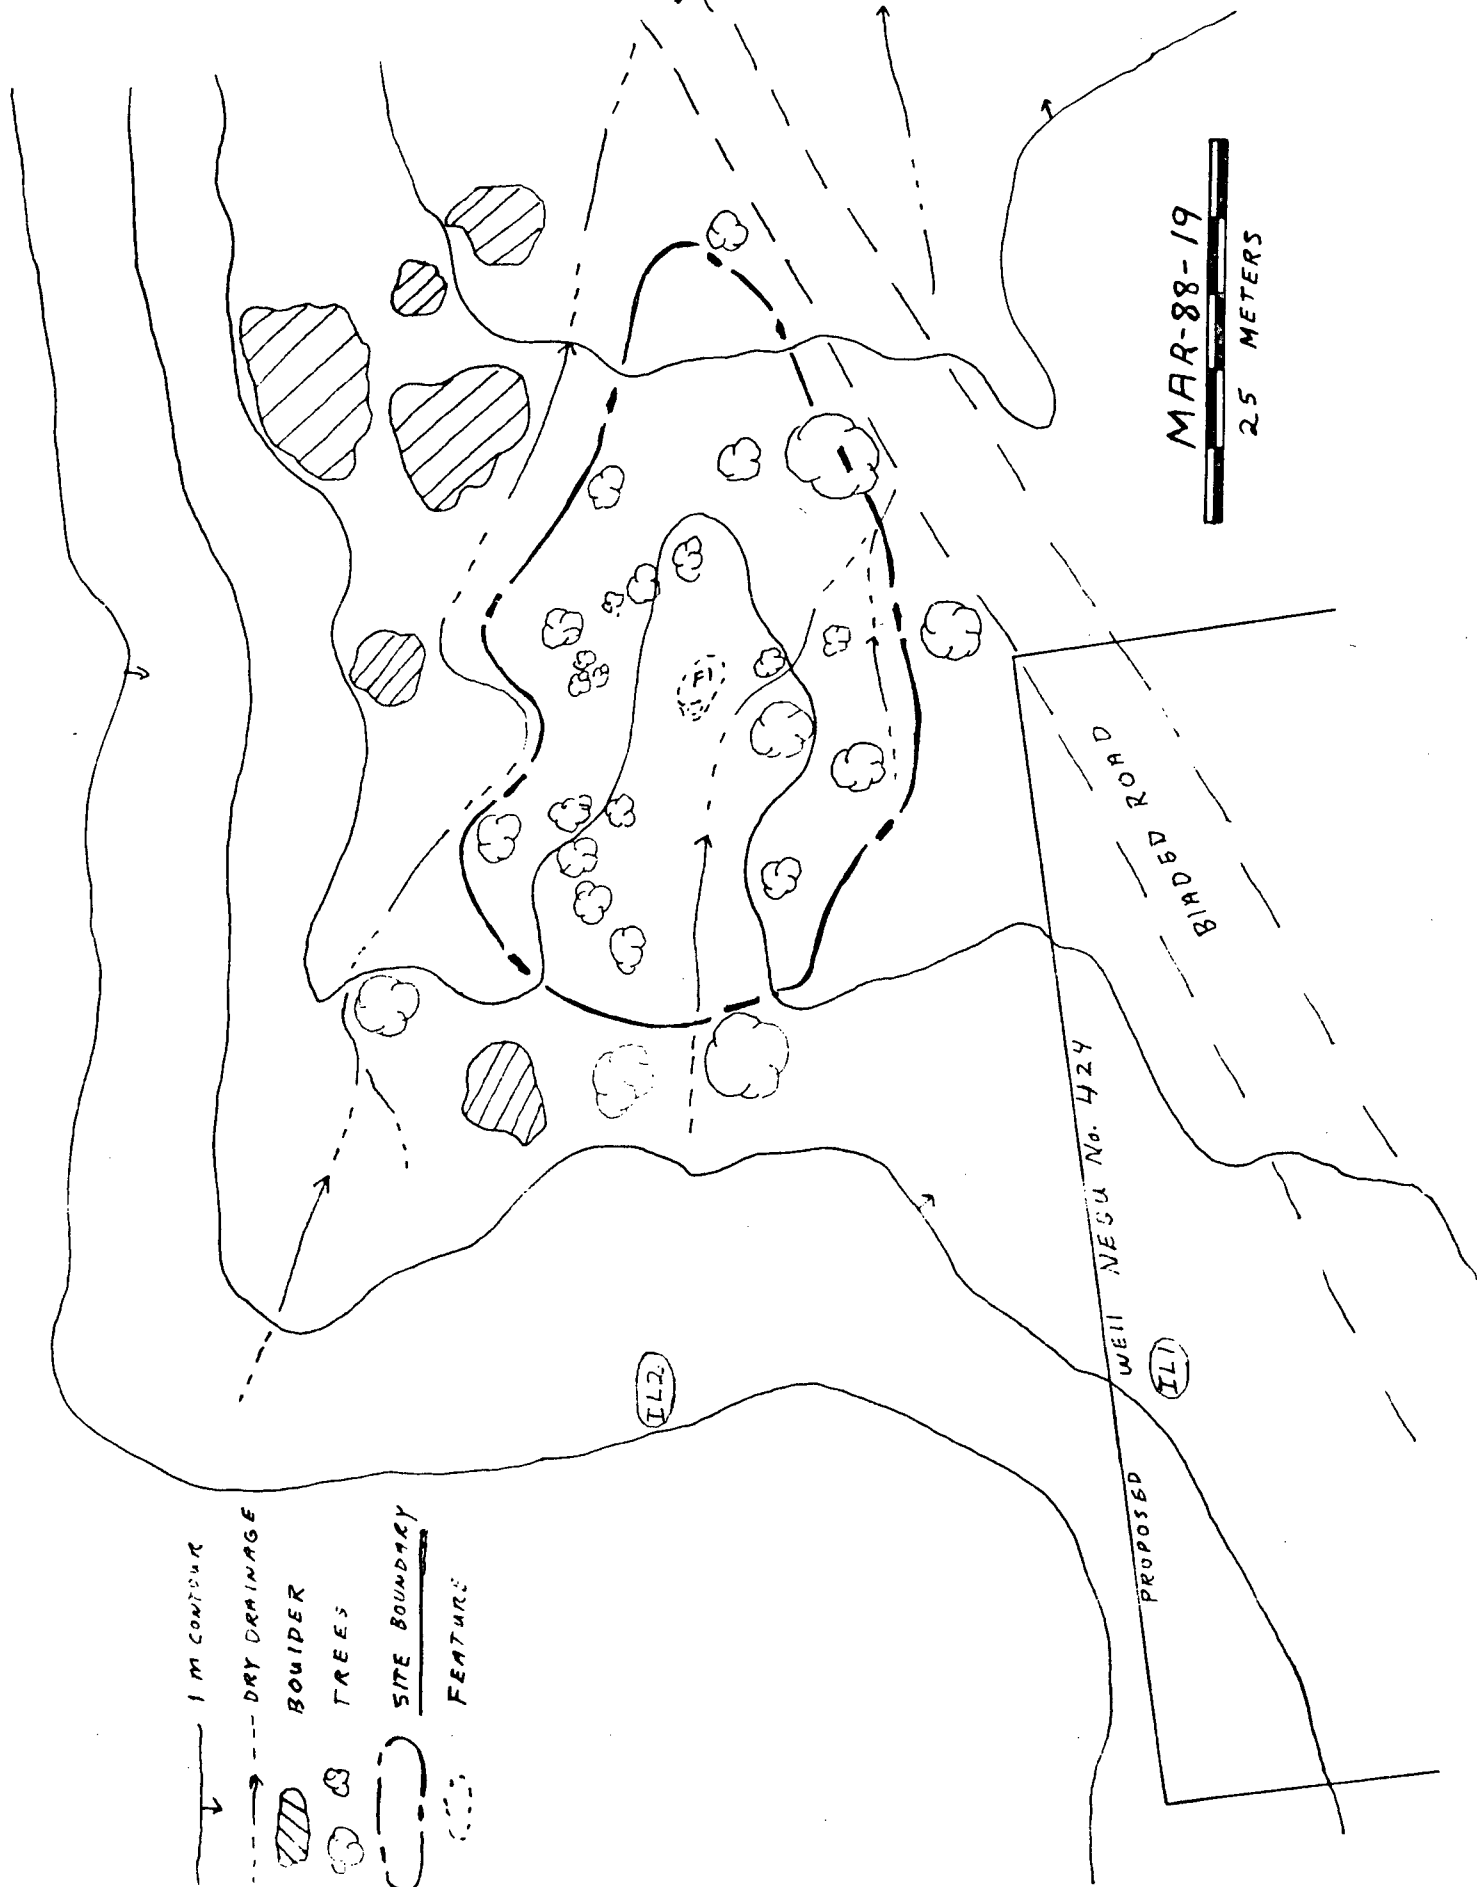 MAR-88-19
25 METERS
F1
BLADED ROAD
PROPOSED WELL NEGU No. 424
IL1
IL2
1 M CONTOUR
DRY DRAINAGE
BOULDER
TREES
SITE BOUNDARY
FEATURE